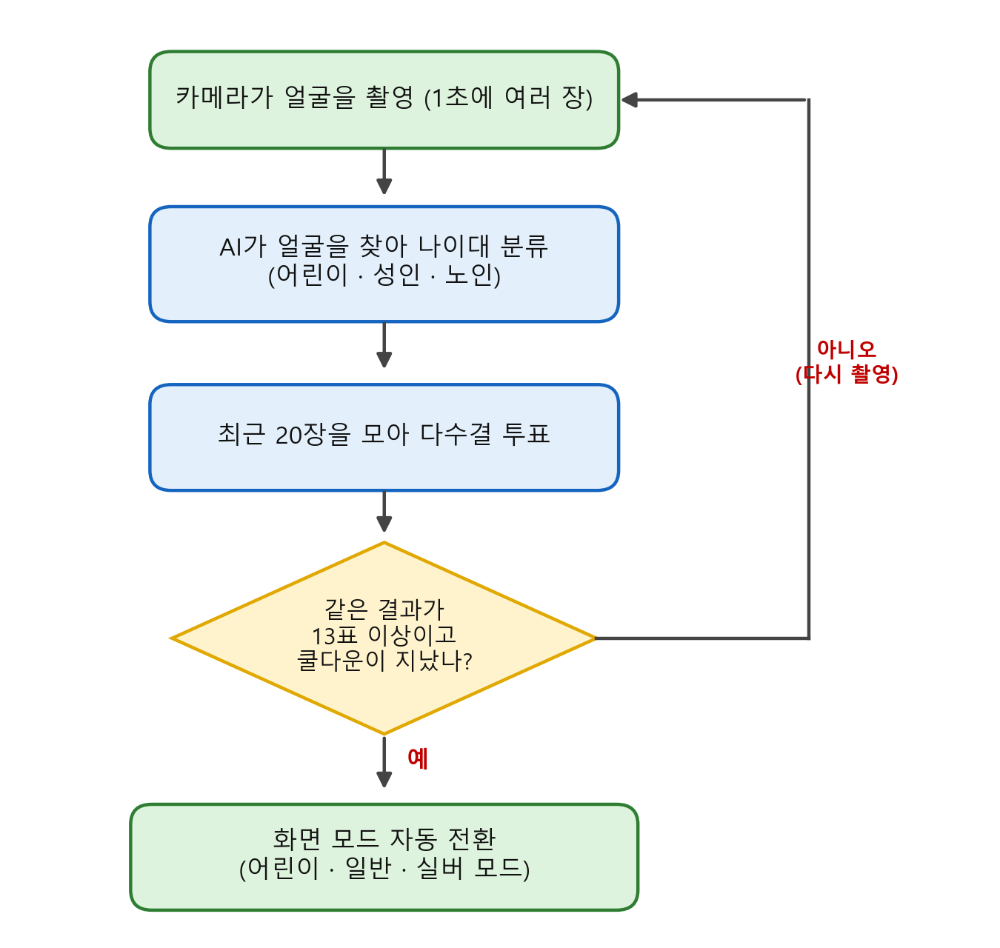 카메라가 얼굴을 촬영 (1초에 여러 장)
AI가 얼굴을 찾아 나이대 분류
(어린이 · 성인 · 노인)
최근 20장을 모아 다수결 투표
같은 결과가
13표 이상이고
쿨다운이 지났나?
아니오
(다시 촬영)
예
화면 모드 자동 전환
(어린이 · 일반 · 실버 모드)